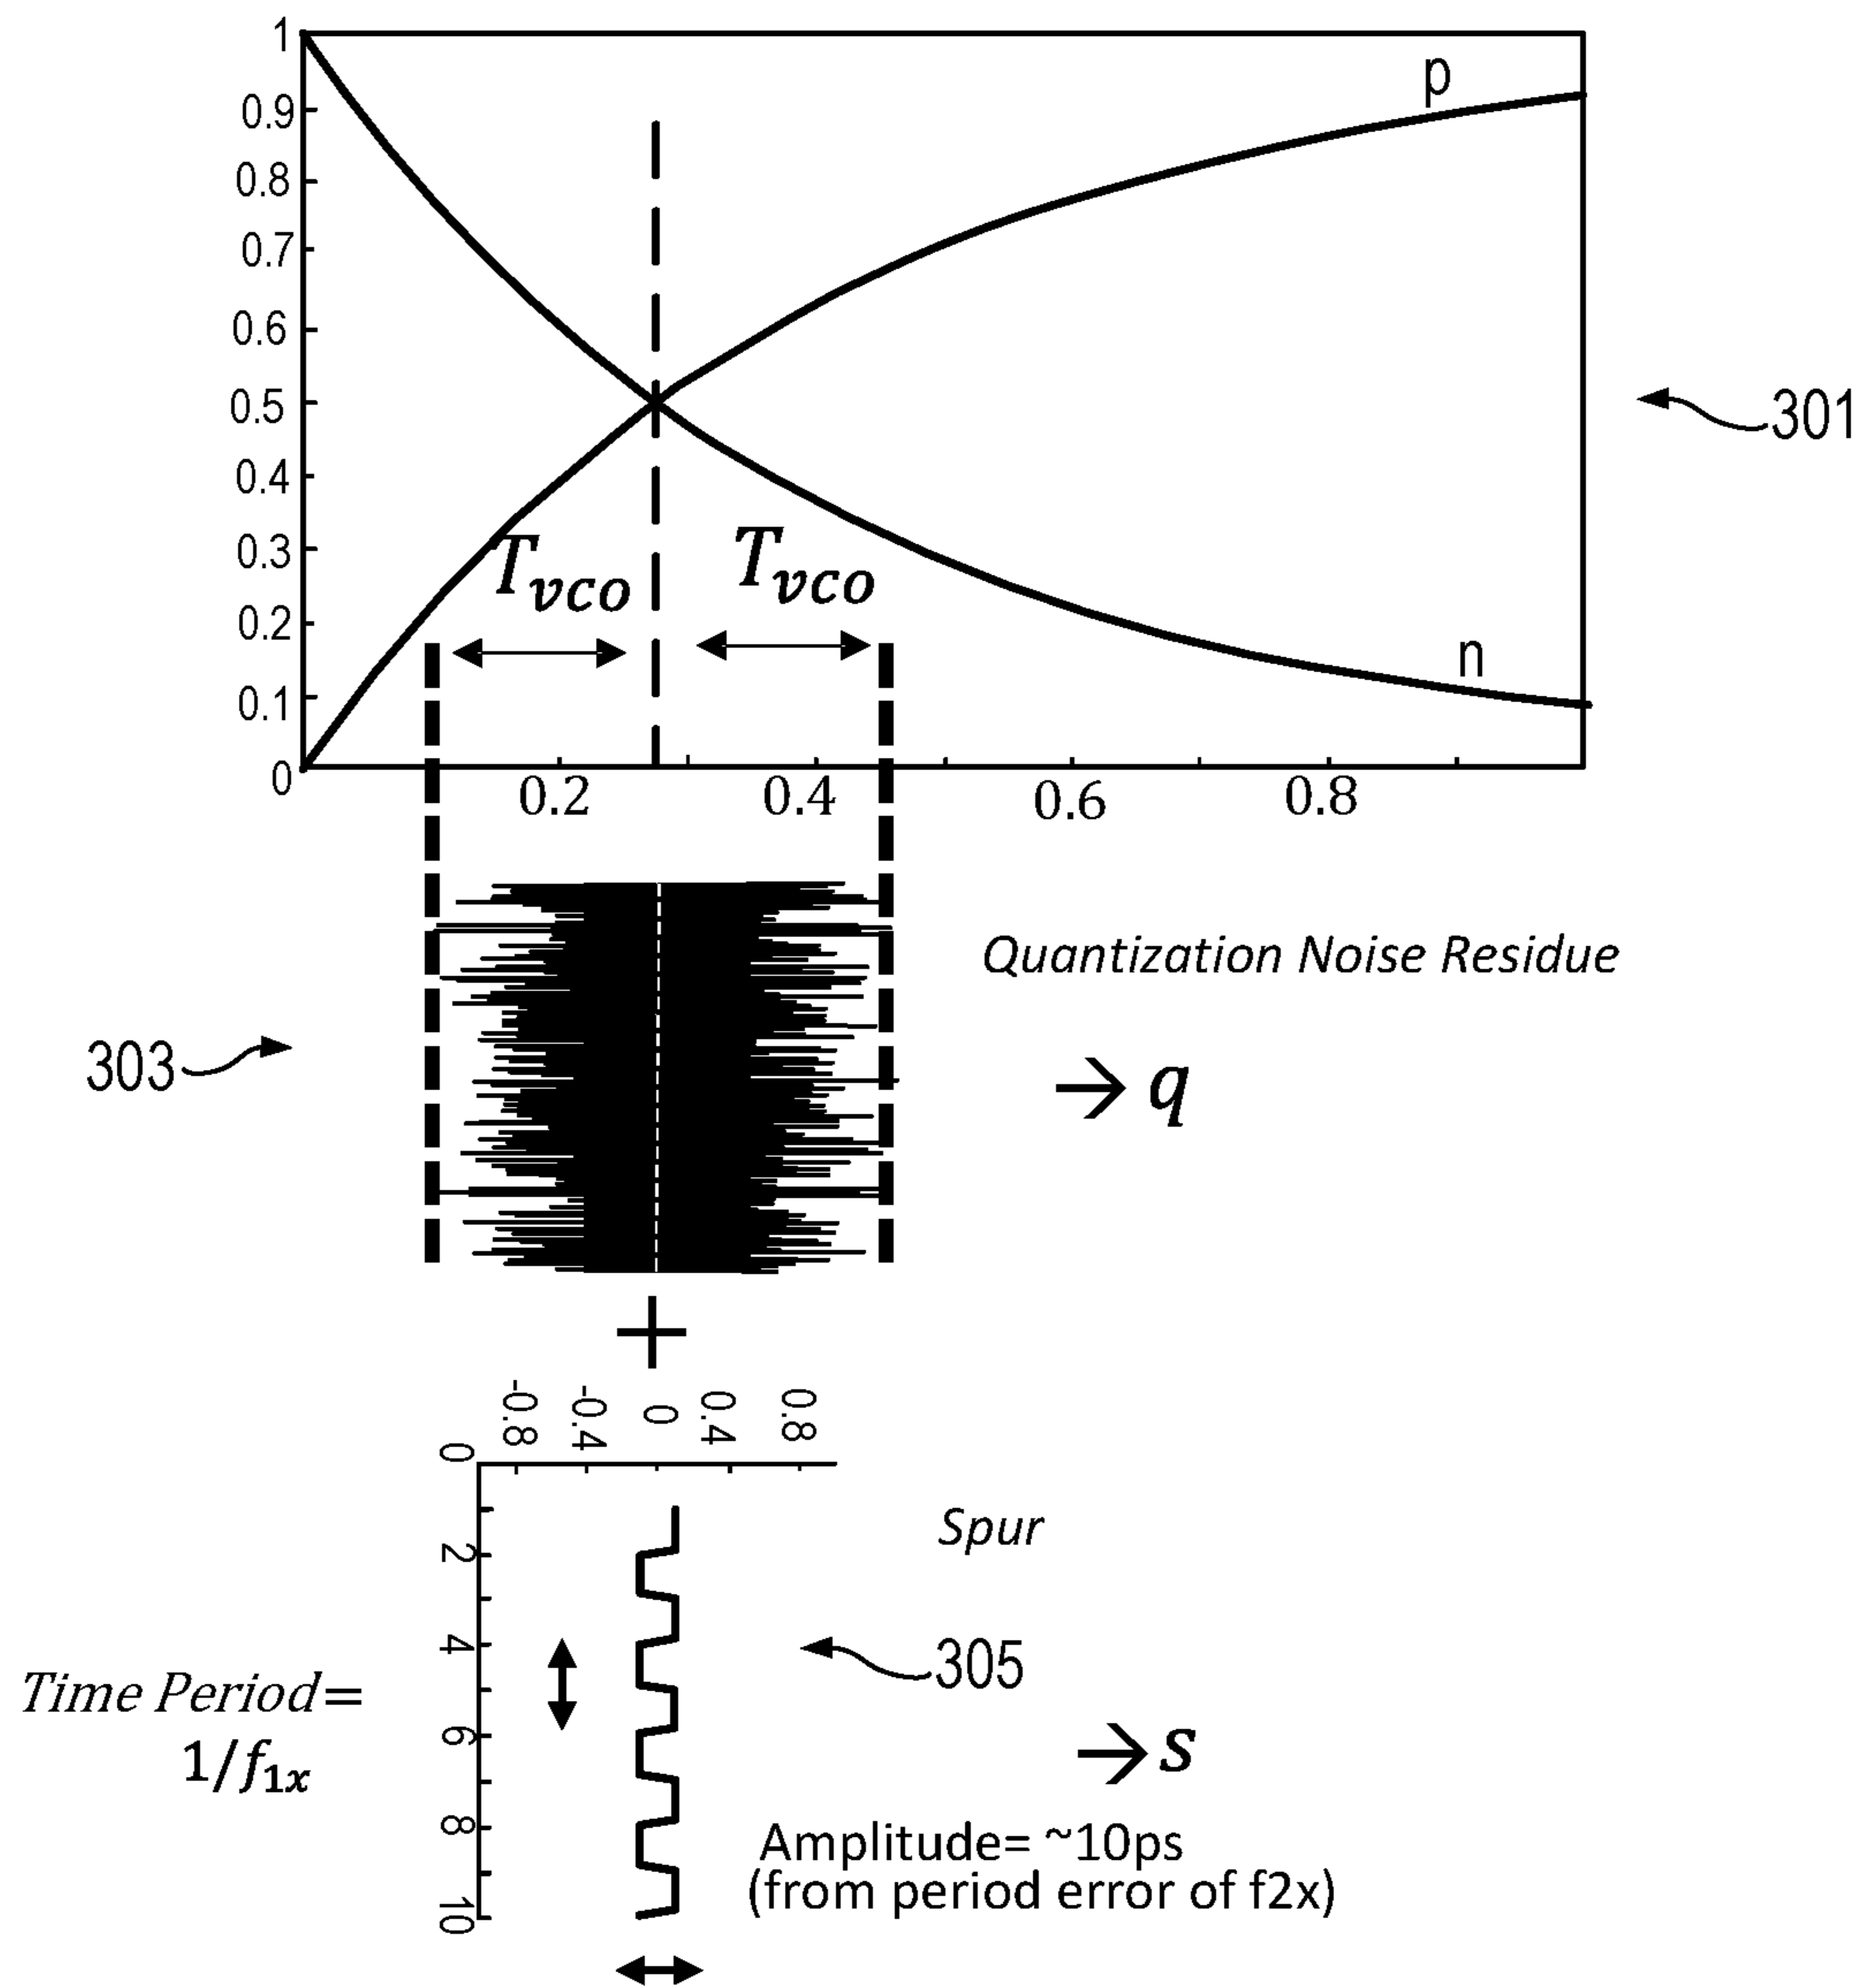 1
p
0.9
0.8
0.7
0.6
0.5
301
0.4
0.3
Tvco Tvco
0.2
n
0.1
0
0.2 0.4 0.6 0.8
Quantization Noise Residue
303
→ q
+
-0.8 -0.4 0 0.4 0.8
0
Spur
2
4
305
Time Period=
1/f1x
6
→ s
8
Amplitude= ~10ps
(from period error of f2x)
10